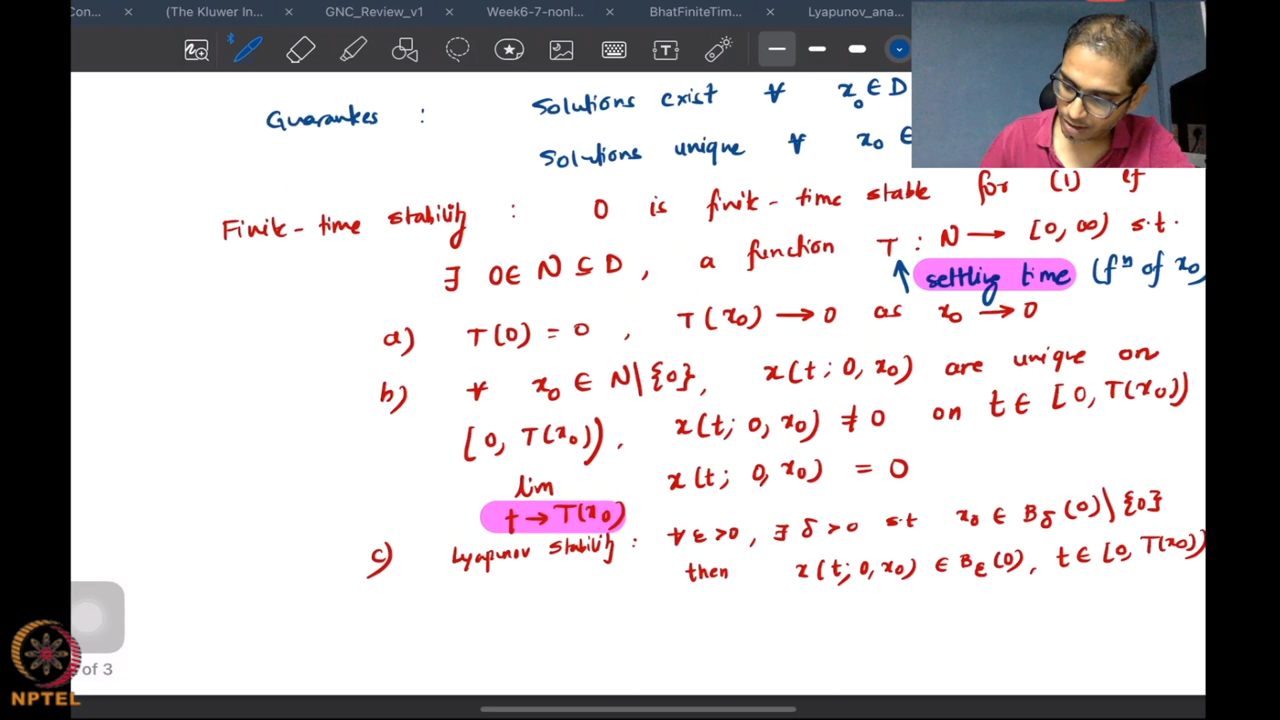 Con... × (The Kluwer In... × GNC_Review_v1 × Week6-7-nonl... × BhatFiniteTim... × Lyapunov_ana...
Guarantees : Solutions exist ∀ x₀ ∈ D
Solutions unique ∀ x₀ ∈
Finite-time stability : 0 is finite-time stable for (1) if
∃ 0 ∈ N ⊆ D, a function T : N → [0, ∞) s.t.
settling time (fⁿ of x₀
a) T(0) = 0, T(x₀) → 0 as x₀ → 0
b) ∀ x₀ ∈ N\{0}, x(t; 0, x₀) are unique on
[0, T(x₀)), x(t; 0, x₀) ≠ 0 on t ∈ [0, T(x₀))
lim x(t; 0, x₀) = 0
t → T(x₀)
c) Lyapunov stability : ∀ ε > 0, ∃ δ > 0 s.t x₀ ∈ B_δ(0)\{0}
then x(t; 0, x₀) ∈ B_ε(0), t ∈ [0, T(x₀))
of 3
NPTEL